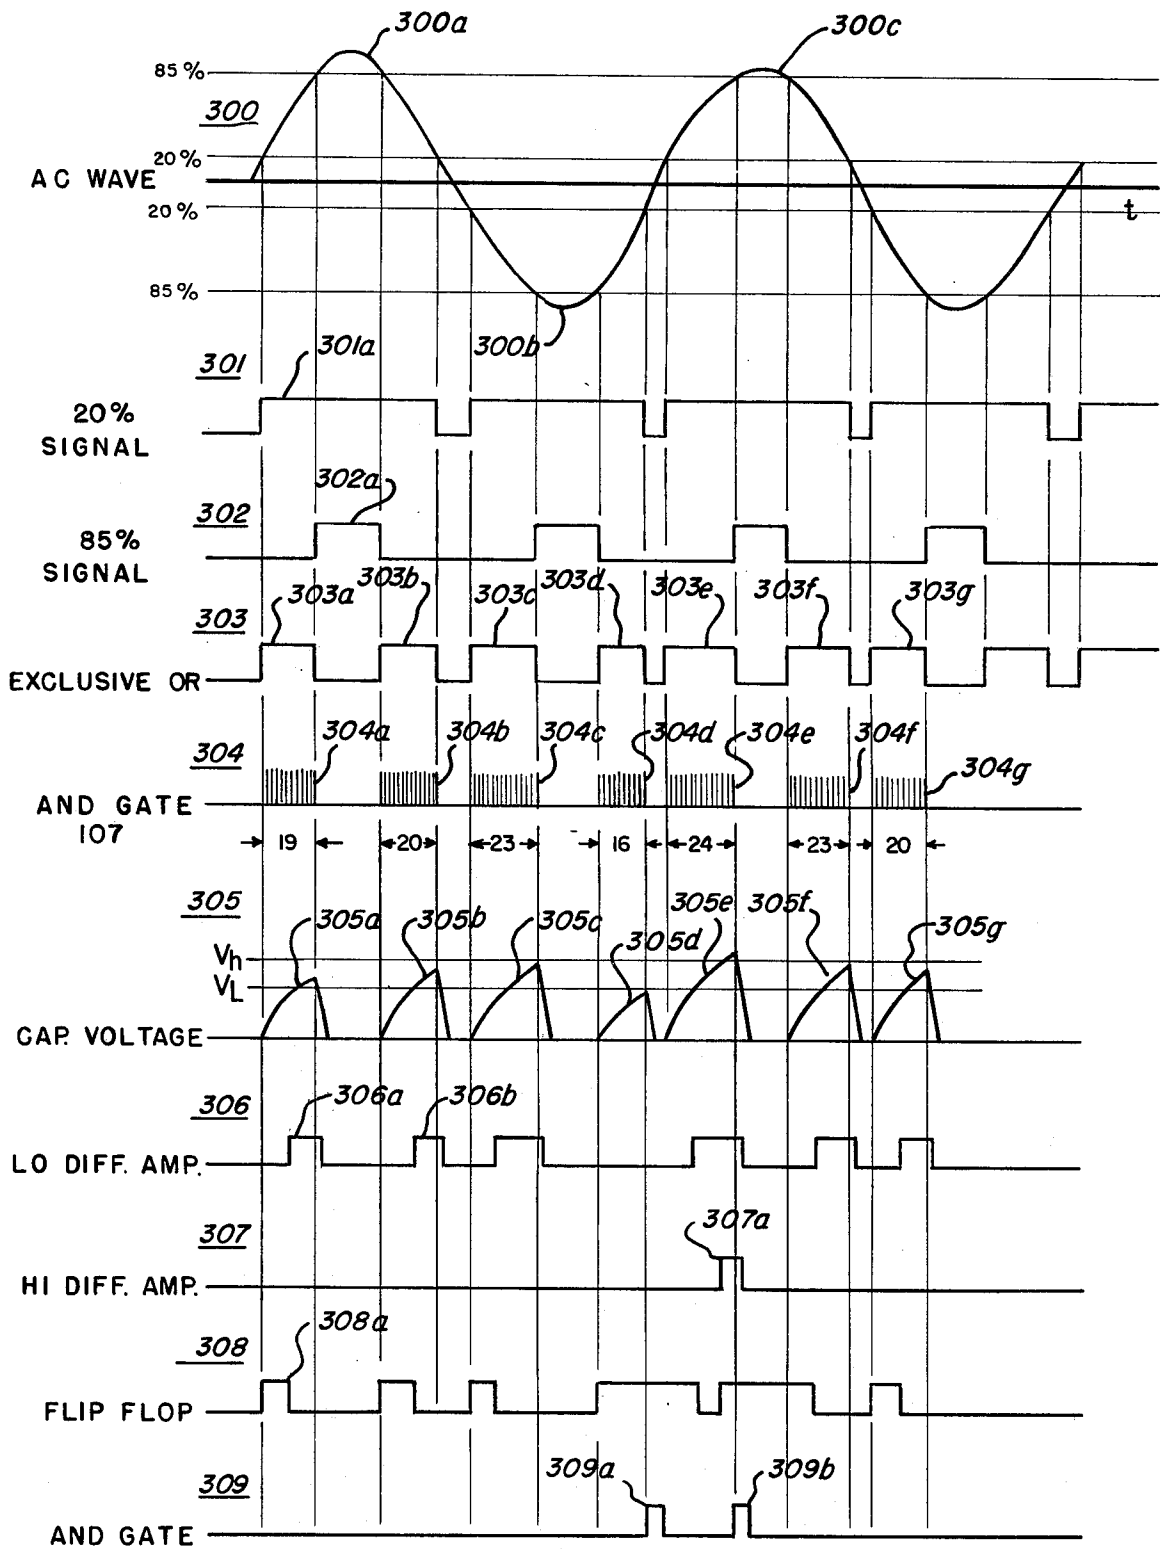 300a
300c
85%
300
20%
AC WAVE
20%
t
85%
300b
301
301a
20%
SIGNAL
302a
302
85%
SIGNAL
303a
303b
303c
303d
303e
303f
303g
303
EXCLUSIVE OR
304
304a
304b
304c
304d
304e
304f
304g
AND GATE
107
19
20
23
16
24
23
20
305
305a
305b
305c
305d
305e
305f
305g
Vh
VL
CAP. VOLTAGE
306
306a
306b
LO DIFF. AMP.
307
307a
HI DIFF. AMP.
308
308a
FLIP FLOP
309
309a
309b
AND GATE